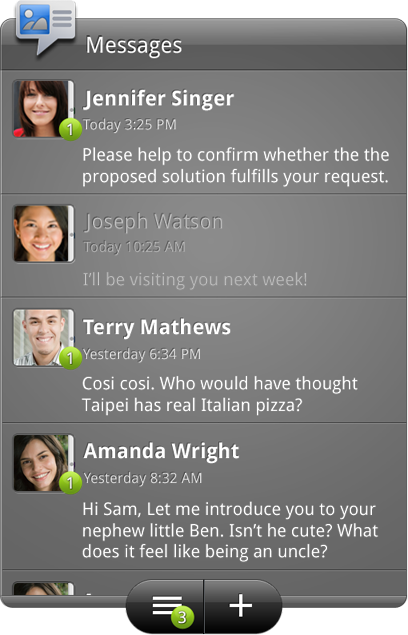 Messages
Jennifer Singer
1
Today 3:25 PM
Please help to confirm whether the the
proposed solution fulfills your request.
Joseph Watson
Today 10:25 AM
I'll be visiting you next week!
Terry Mathews
1
Yesterday 6:34 PM
Cosi cosi. Who would have thought
Taipei has real Italian pizza?
Amanda Wright
1
Yesterday 8:32 AM
Hi Sam, Let me introduce you to your
nephew little Ben. Isn't he cute? What
does it feel like being an uncle?
3